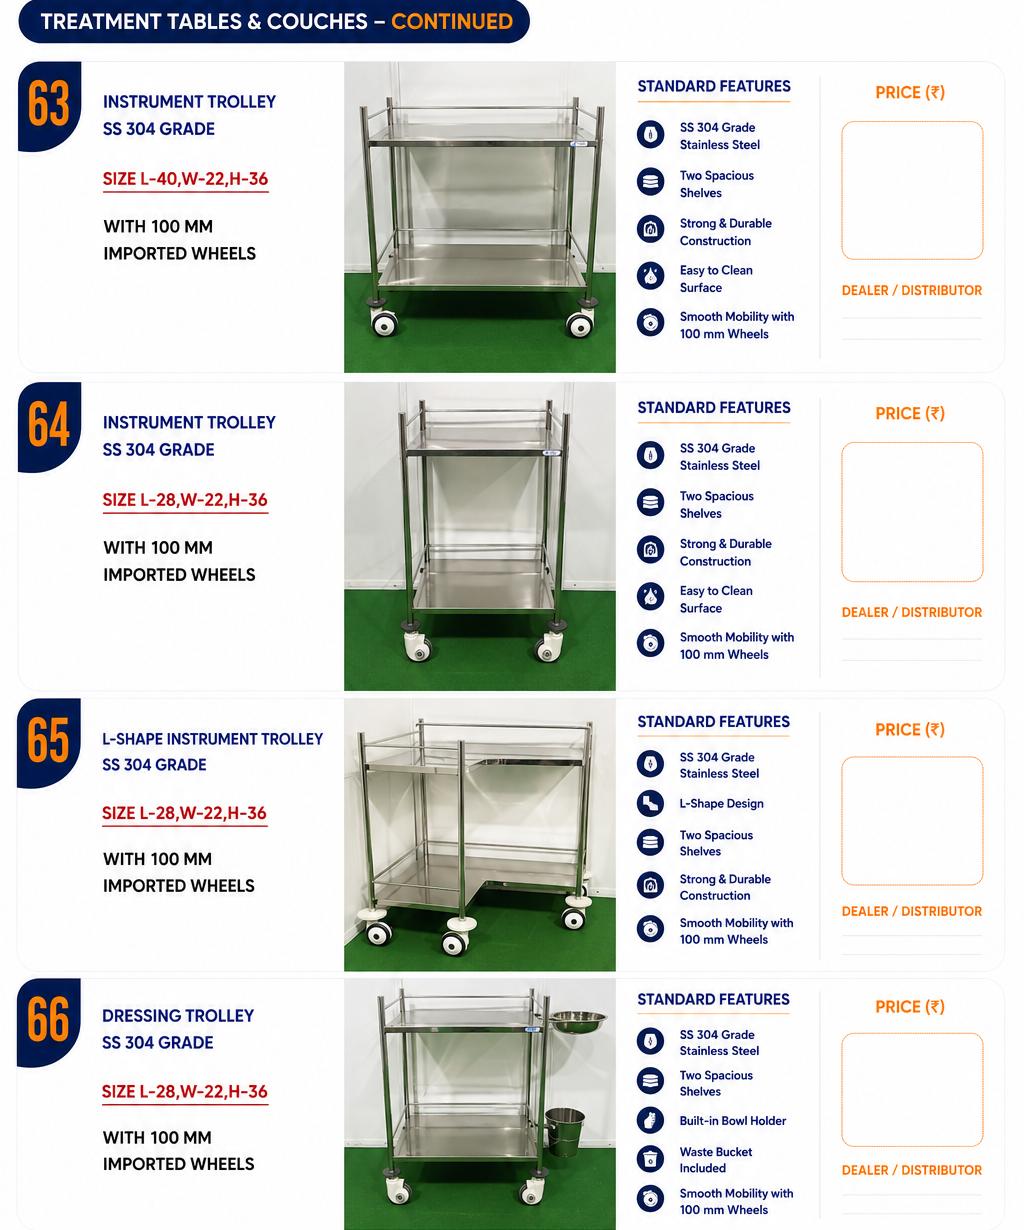 TREATMENT TABLES & COUCHES – CONTINUED
63
INSTRUMENT TROLLEY
SS 304 GRADE
SIZE L-40,W-22,H-36
WITH 100 MM
IMPORTED WHEELS
STANDARD FEATURES
SS 304 Grade
Stainless Steel
Two Spacious
Shelves
Strong & Durable
Construction
Easy to Clean
Surface
Smooth Mobility with
100 mm Wheels
PRICE (₹)
DEALER / DISTRIBUTOR
64
INSTRUMENT TROLLEY
SS 304 GRADE
SIZE L-28,W-22,H-36
WITH 100 MM
IMPORTED WHEELS
STANDARD FEATURES
SS 304 Grade
Stainless Steel
Two Spacious
Shelves
Strong & Durable
Construction
Easy to Clean
Surface
Smooth Mobility with
100 mm Wheels
PRICE (₹)
DEALER / DISTRIBUTOR
65
L-SHAPE INSTRUMENT TROLLEY
SS 304 GRADE
SIZE L-28,W-22,H-36
WITH 100 MM
IMPORTED WHEELS
STANDARD FEATURES
SS 304 Grade
Stainless Steel
L-Shape Design
Two Spacious
Shelves
Strong & Durable
Construction
Smooth Mobility with
100 mm Wheels
PRICE (₹)
DEALER / DISTRIBUTOR
66
DRESSING TROLLEY
SS 304 GRADE
SIZE L-28,W-22,H-36
WITH 100 MM
IMPORTED WHEELS
STANDARD FEATURES
SS 304 Grade
Stainless Steel
Two Spacious
Shelves
Built-in Bowl Holder
Waste Bucket
Included
Smooth Mobility with
100 mm Wheels
PRICE (₹)
DEALER / DISTRIBUTOR